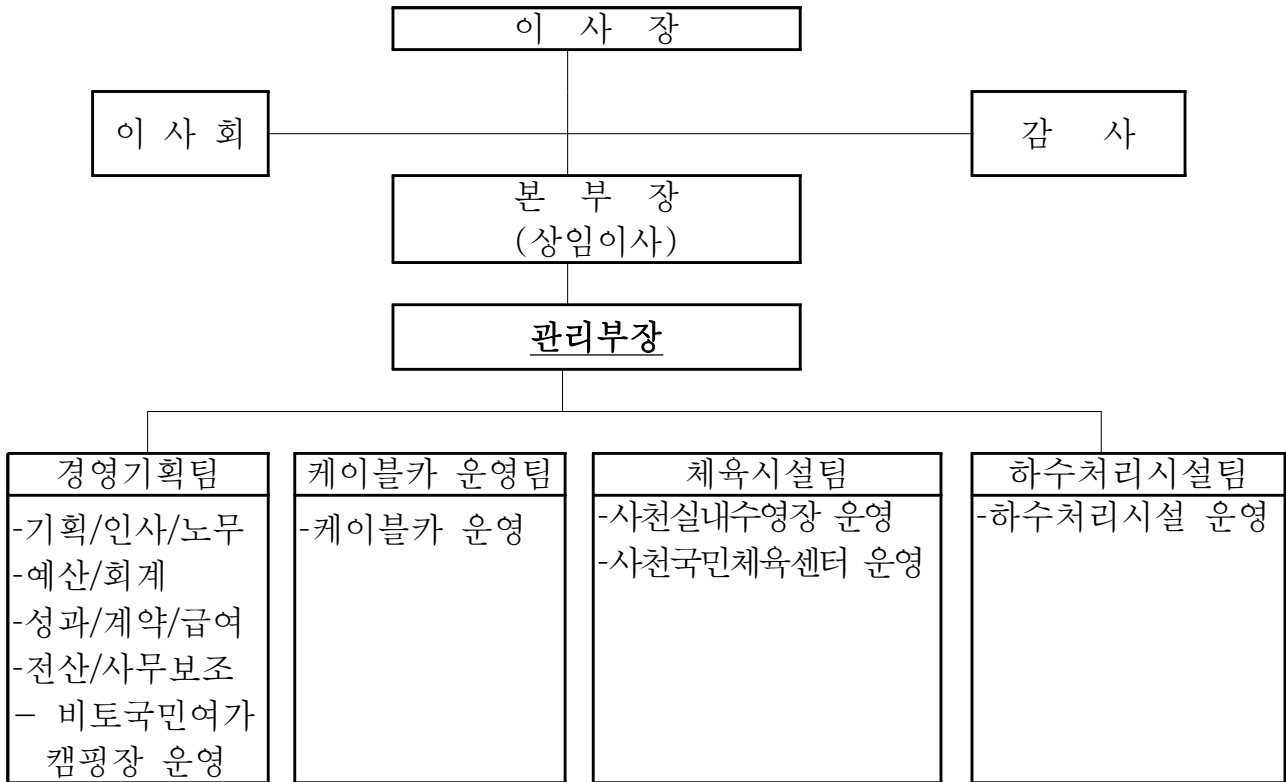 이 사 장
이 사 회
감 사
본 부 장
(상임이사)
관리부장
경영기획팀
-기획/인사/노무
-예산/회계
-성과/계약/급여
-전산/사무보조
- 비토국민여가
캠핑장 운영
케이블카 운영팀
-케이블카 운영
체육시설팀
-사천실내수영장 운영
-사천국민체육센터 운영
하수처리시설팀
-하수처리시설 운영